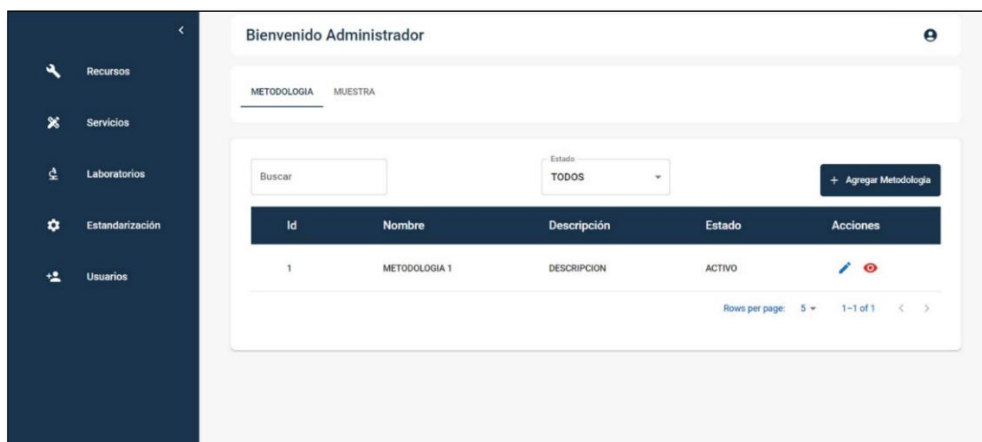 Bienvenido Administrador
Recursos
Servicios
Laboratorios
Estandarización
Usuarios
METODOLOGIA MUESTRA
Buscar
Estado
TODOS
+ Agregar Metodologia
Id Nombre Descripción Estado Acciones
1 METODOLOGIA 1 DESCRIPCION ACTIVO
Rows per page: 5 1–1 of 1